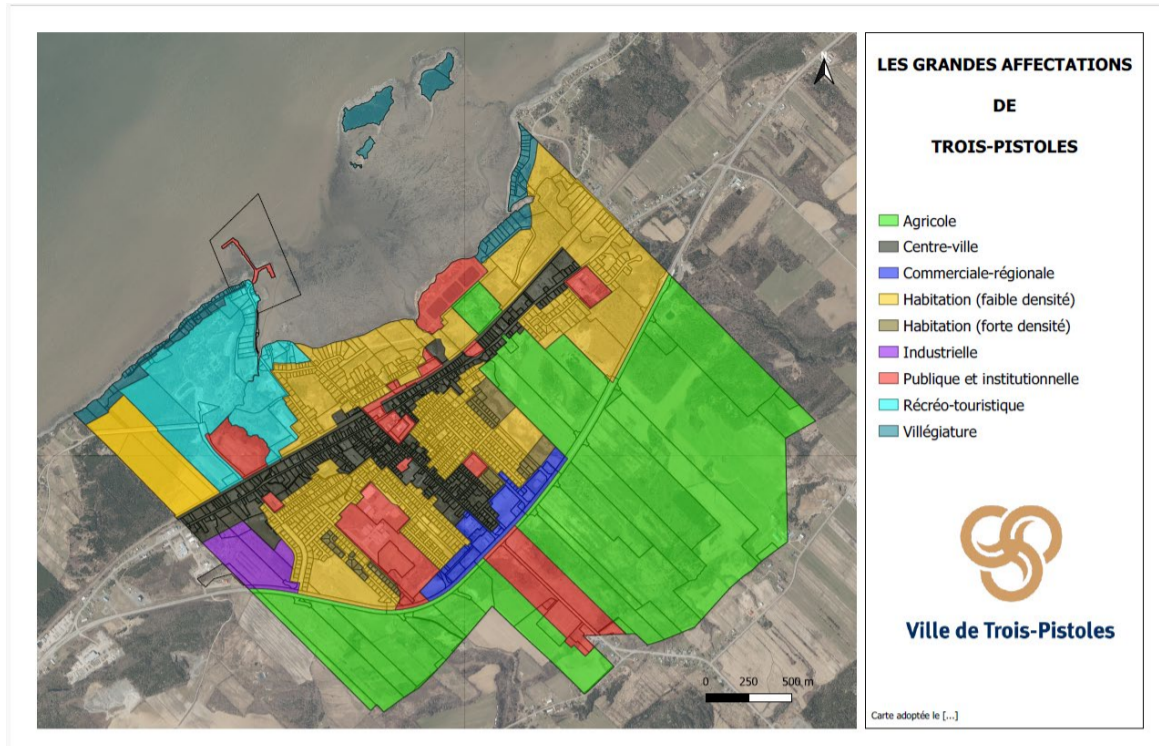 LES GRANDES AFFECTATIONS
DE
TROIS-PISTOLES
Agricole
Centre-ville
Commerciale-régionale
Habitation (faible densité)
Habitation (forte densité)
Industrielle
Publique et institutionnelle
Récréo-touristique
Villégiature
Ville de Trois-Pistoles
Carte adoptée le [...]
N
0 250 500 m